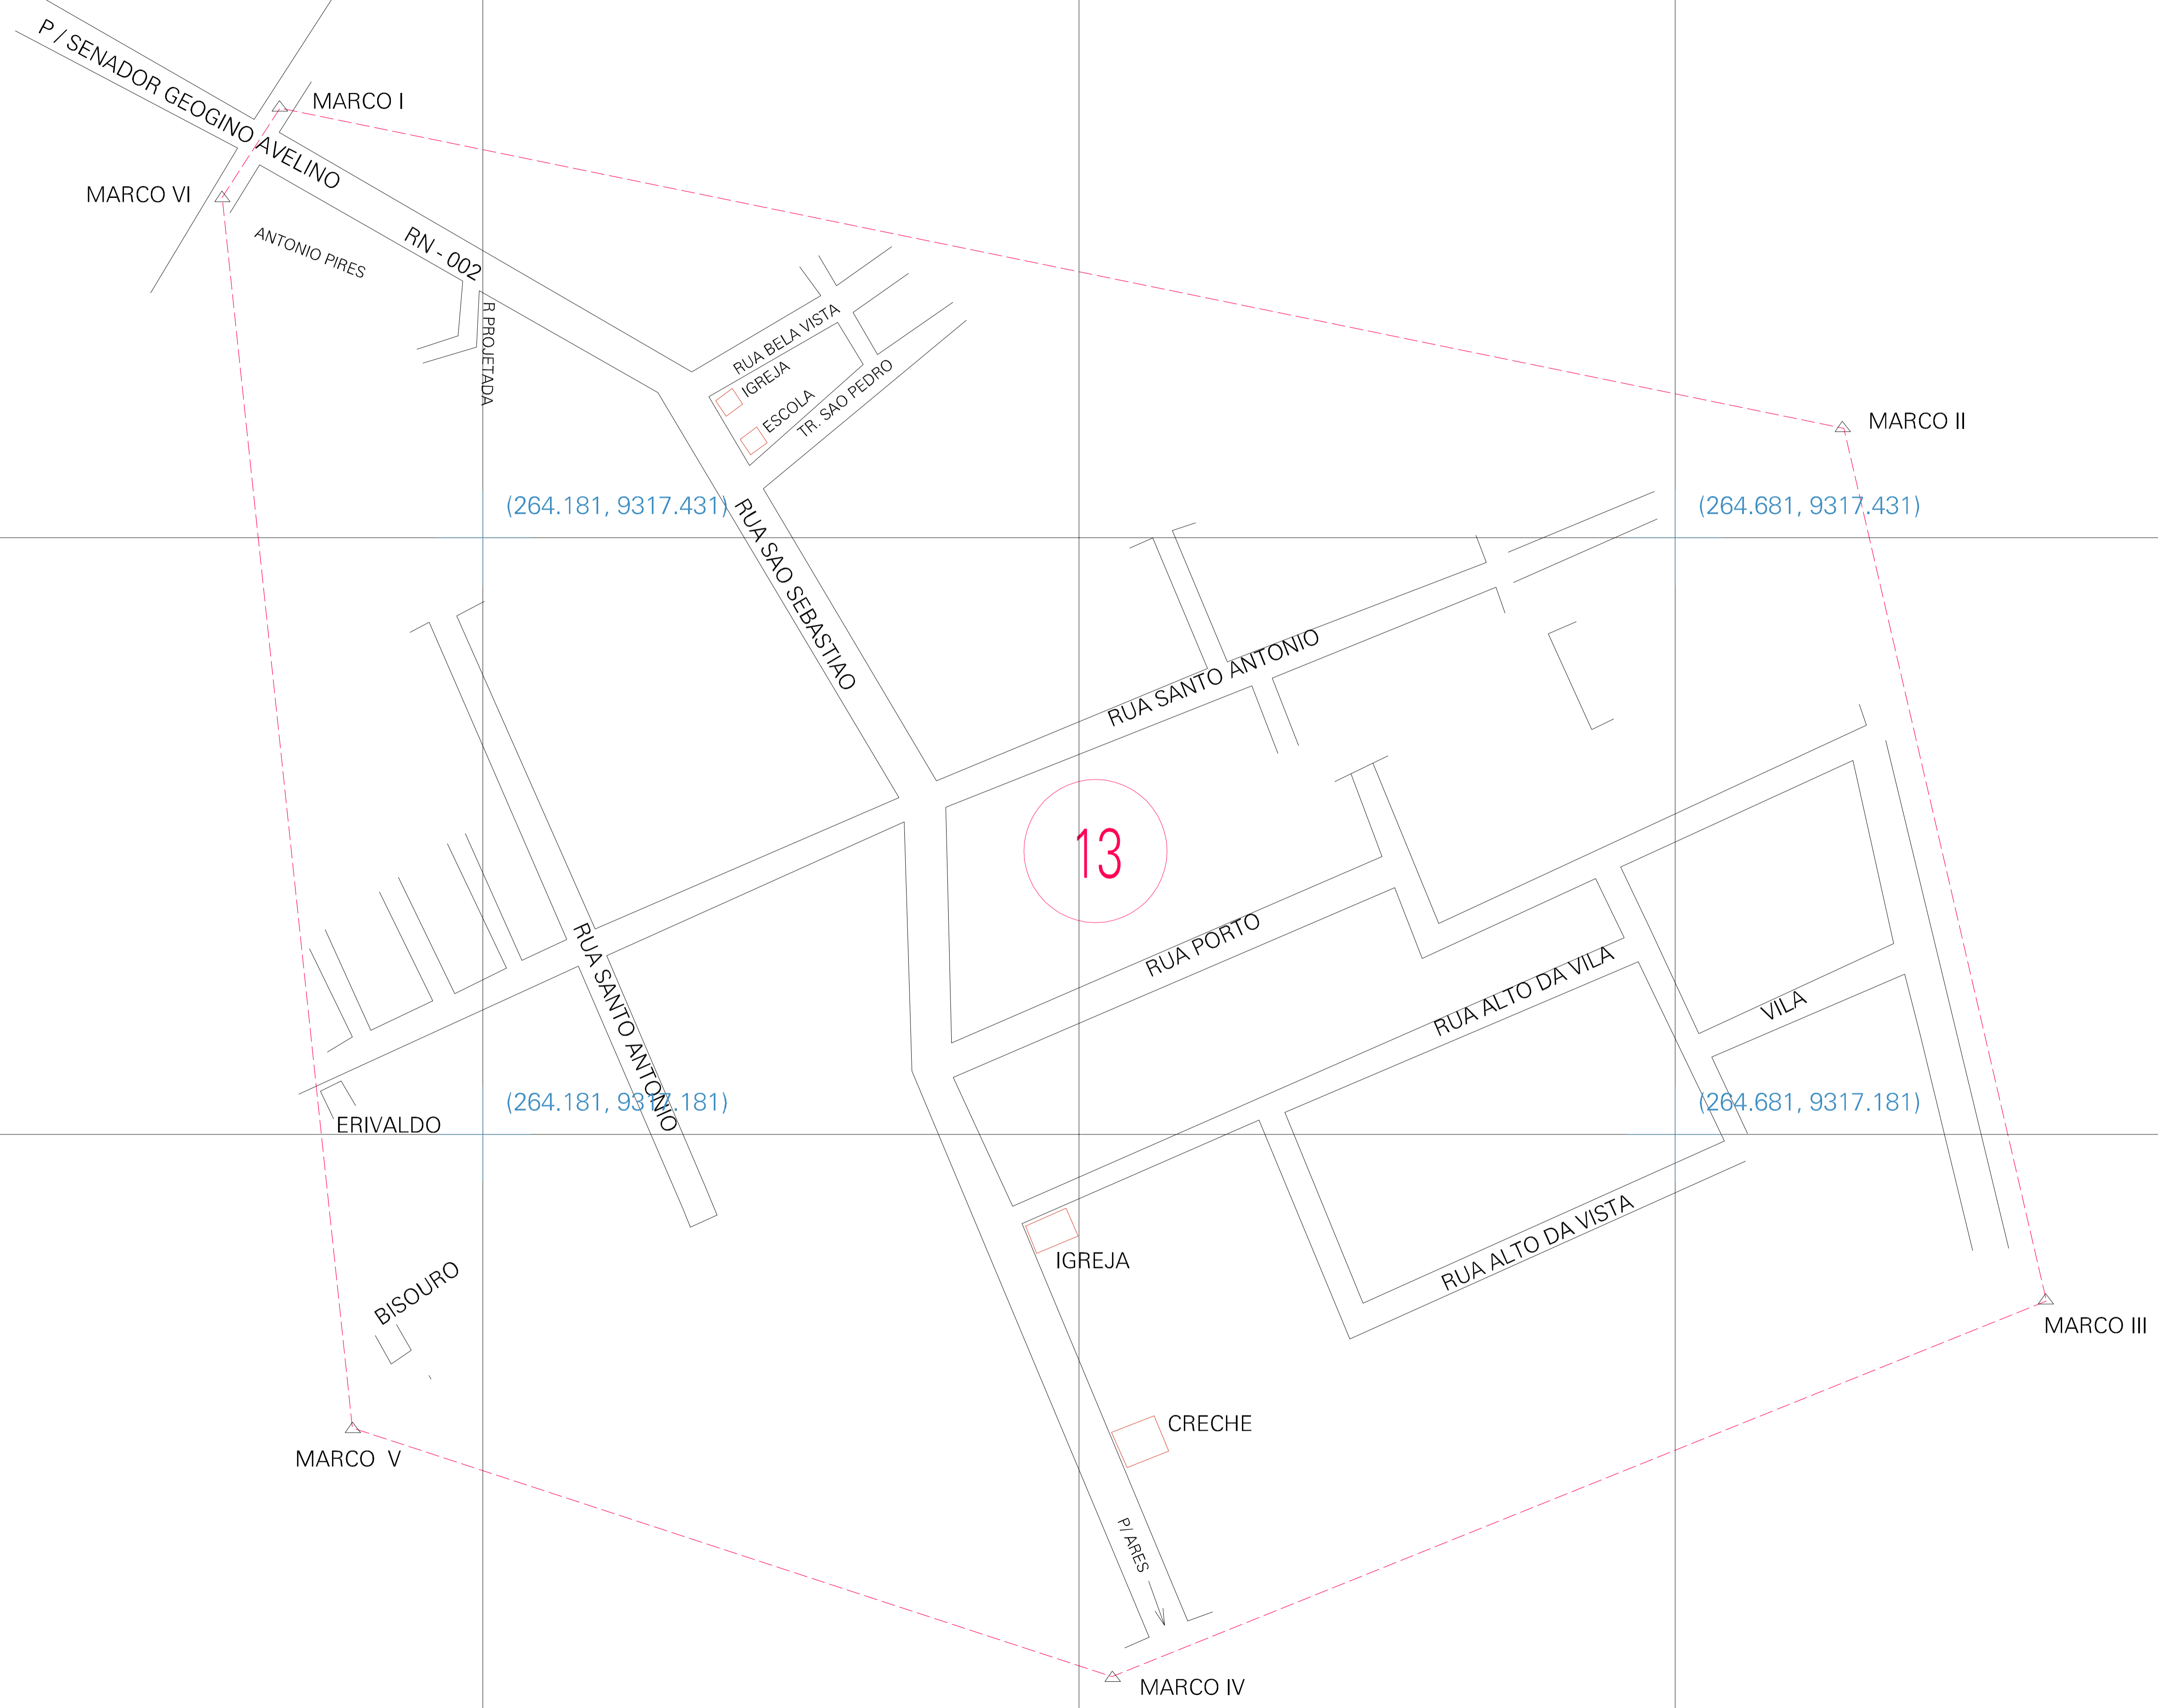 P / SENADOR GEOGINO AVELINO
MARCO I
MARCO VI
ANTONIO PIRES
RN - 002
R PROJETADA
RUA BELA VISTA
IGREJA
ESCOLA
TR. SAO PEDRO
MARCO II
(264.181, 9317.431)
(264.681, 9317.431)
RUA SAO SEBASTIAO
RUA SANTO ANTONIO
13
RUA PORTO
RUA SANTO ANTONIO
RUA ALTO DA VILA
VILA
(264.181, 9317.181)
(264.681, 9317.181)
ERIVALDO
RUA ALTO DA VISTA
IGREJA
BISOURO
MARCO III
CRECHE
MARCO V
P/ ARES
MARCO IV